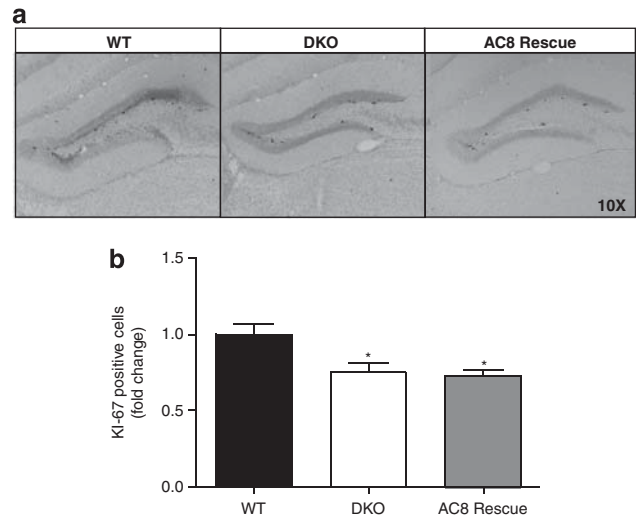 a
WT DKO AC8 Rescue
10X
b
KI-67 positive cells
(fold change)
1.5
1.0
0.5
0.0
* *
WT DKO AC8 Rescue